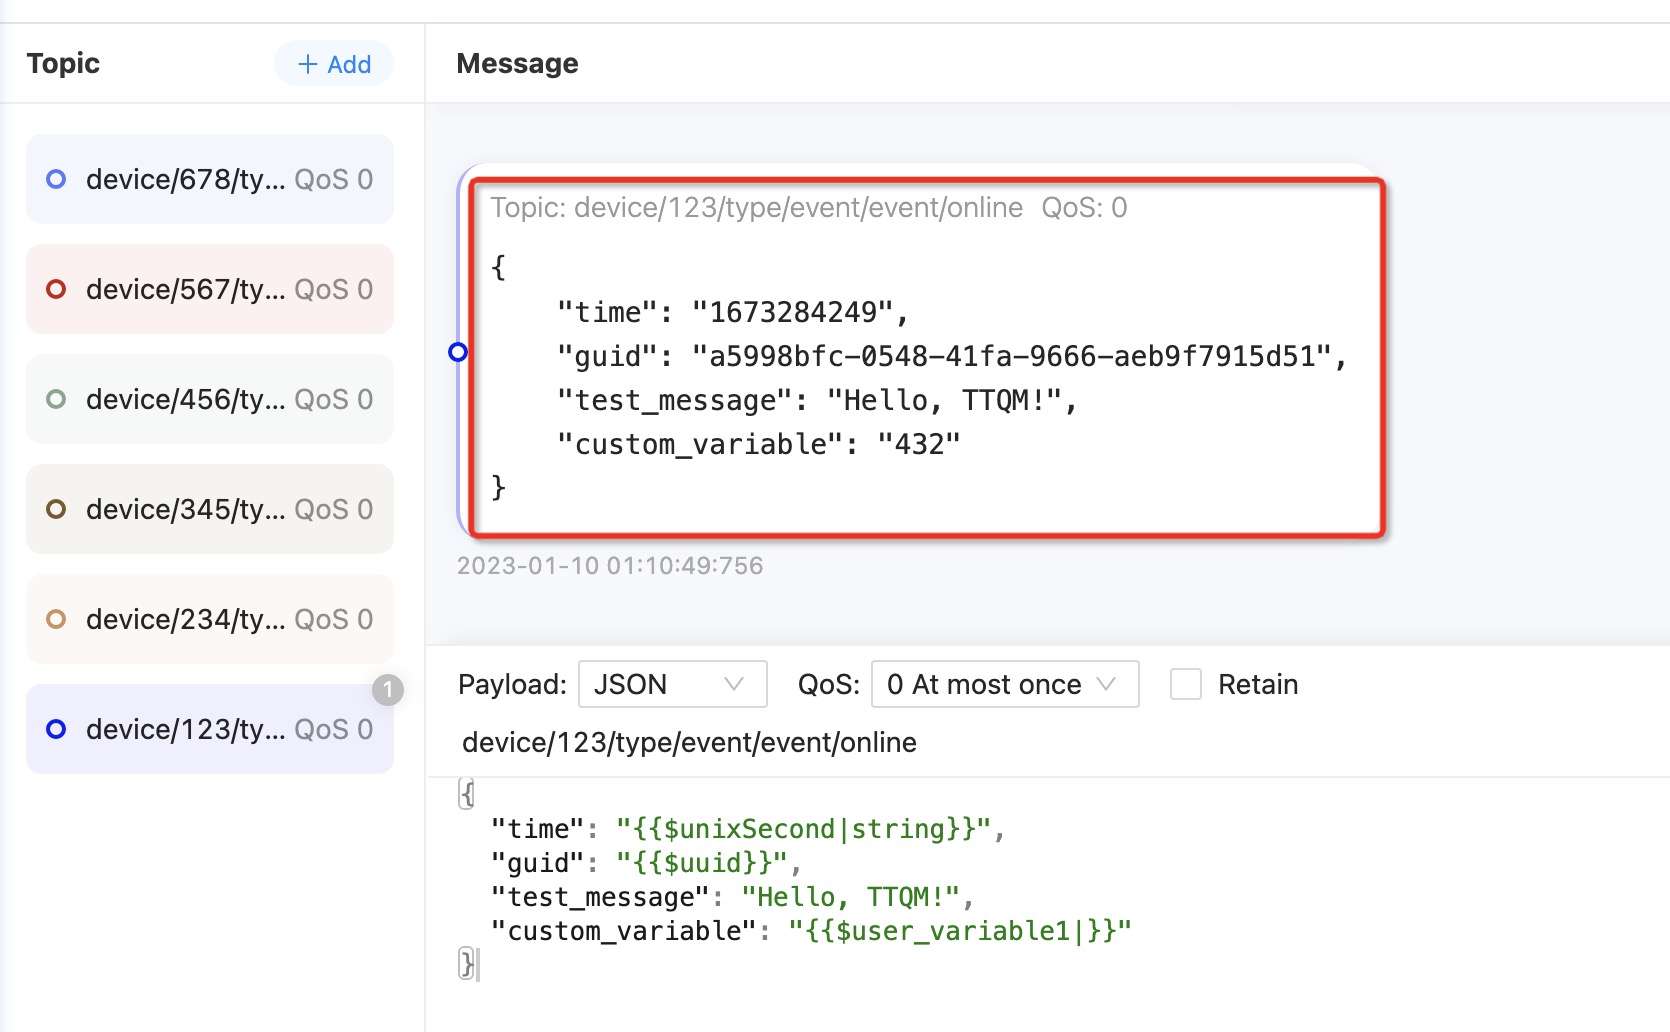 Topic
+ Add
device/678/ty... QoS 0
device/567/ty... QoS 0
device/456/ty... QoS 0
device/345/ty... QoS 0
device/234/ty... QoS 0
1
device/123/ty... QoS 0
Message
Topic: device/123/type/event/event/online QoS: 0
{
"time": "1673284249",
"guid": "a5998bfc-0548-41fa-9666-aeb9f7915d51",
"test_message": "Hello, TTQM!",
"custom_variable": "432"
}
2023-01-10 01:10:49:756
Payload: JSON QoS: 0 At most once Retain
device/123/type/event/event/online
{
"time": "{{$unixSecond|string}}",
"guid": "{{$uuid}}",
"test_message": "Hello, TTQM!",
"custom_variable": "{{$user_variable1|}}"
}